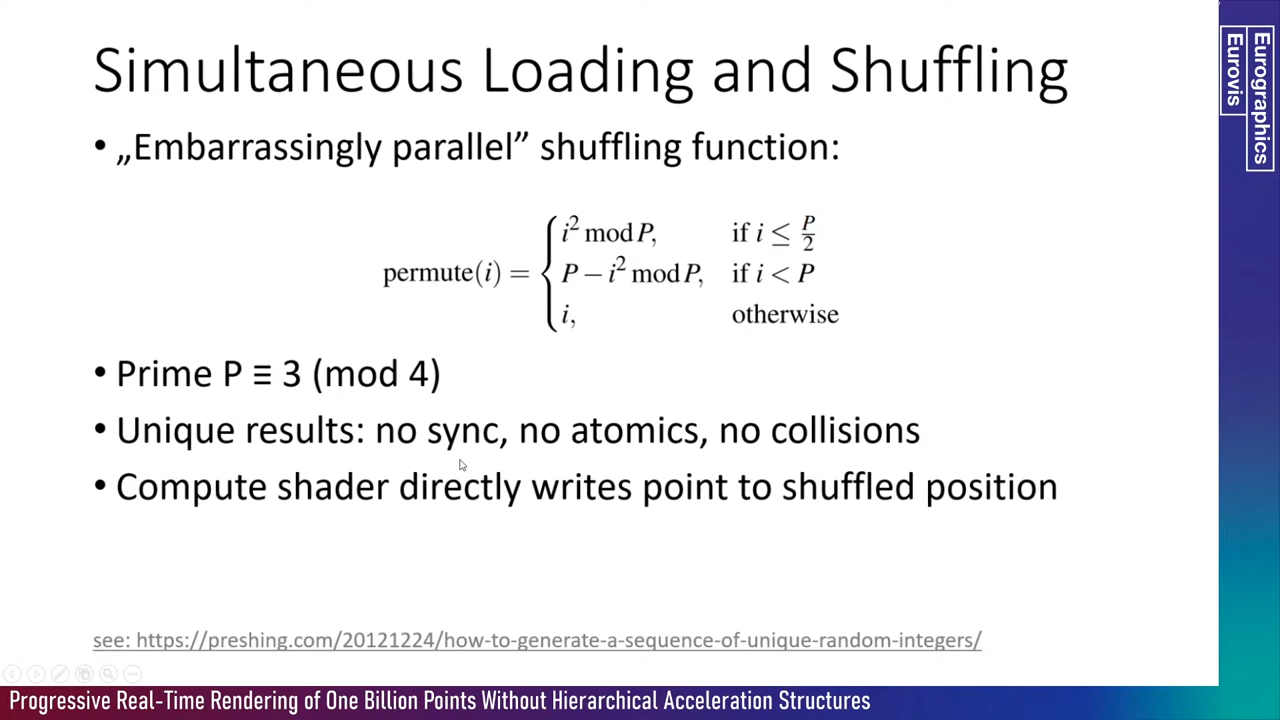 Simultaneous Loading and Shuffling
• „Embarrassingly parallel” shuffling function:
i² mod P, if i ≤ P/2
permute(i) = { P − i² mod P, if i < P
i, otherwise
• Prime P ≡ 3 (mod 4)
• Unique results: no sync, no atomics, no collisions
• Compute shader directly writes point to shuffled position
see: https://preshing.com/20121224/how-to-generate-a-sequence-of-unique-random-integers/
Eurographics
Eurovis
Progressive Real-Time Rendering of One Billion Points Without Hierarchical Acceleration Structures